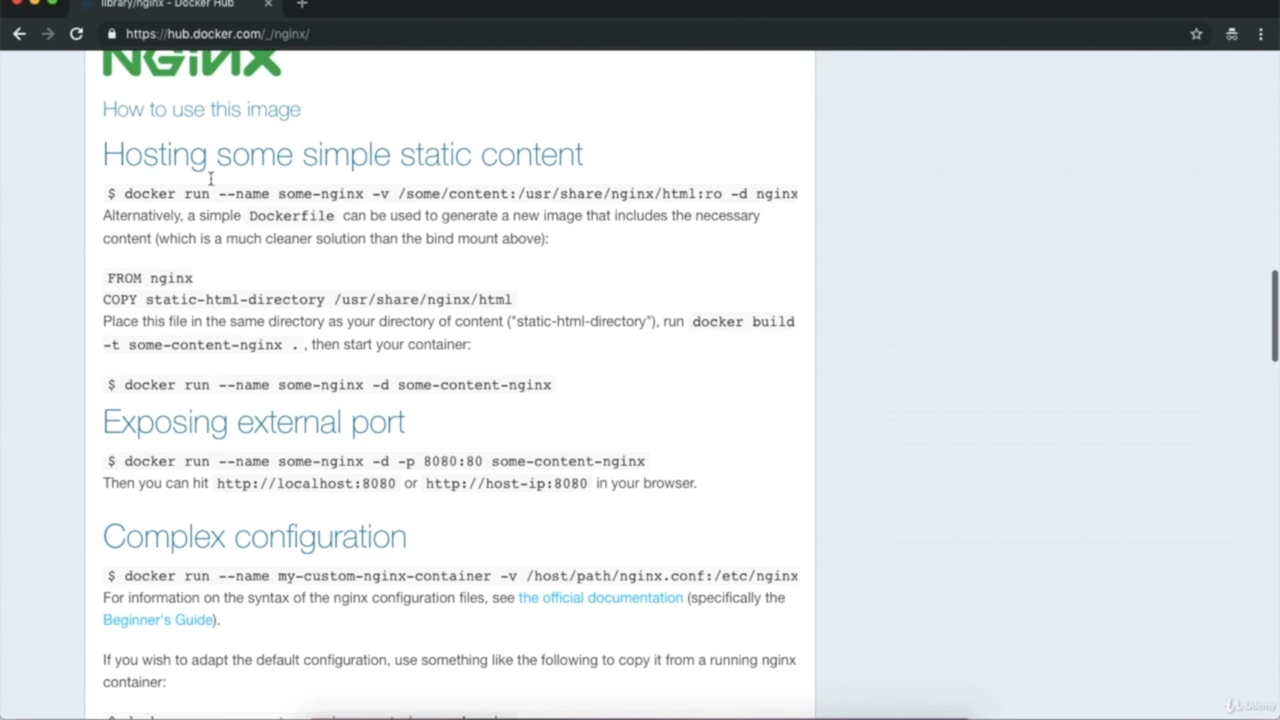 library/nginx - Docker Hub
https://hub.docker.com/_/nginx/
NGINX
How to use this image
Hosting some simple static content
$ docker run --name some-nginx -v /some/content:/usr/share/nginx/html:ro -d nginx
Alternatively, a simple Dockerfile can be used to generate a new image that includes the necessary
content (which is a much cleaner solution than the bind mount above):
FROM nginx
COPY static-html-directory /usr/share/nginx/html
Place this file in the same directory as your directory of content ("static-html-directory"), run docker build
-t some-content-nginx . , then start your container:
$ docker run --name some-nginx -d some-content-nginx
Exposing external port
$ docker run --name some-nginx -d -p 8080:80 some-content-nginx
Then you can hit http://localhost:8080 or http://host-ip:8080 in your browser.
Complex configuration
$ docker run --name my-custom-nginx-container -v /host/path/nginx.conf:/etc/nginx
For information on the syntax of the nginx configuration files, see the official documentation (specifically the
Beginner's Guide).
If you wish to adapt the default configuration, use something like the following to copy it from a running nginx
container:
Udemy